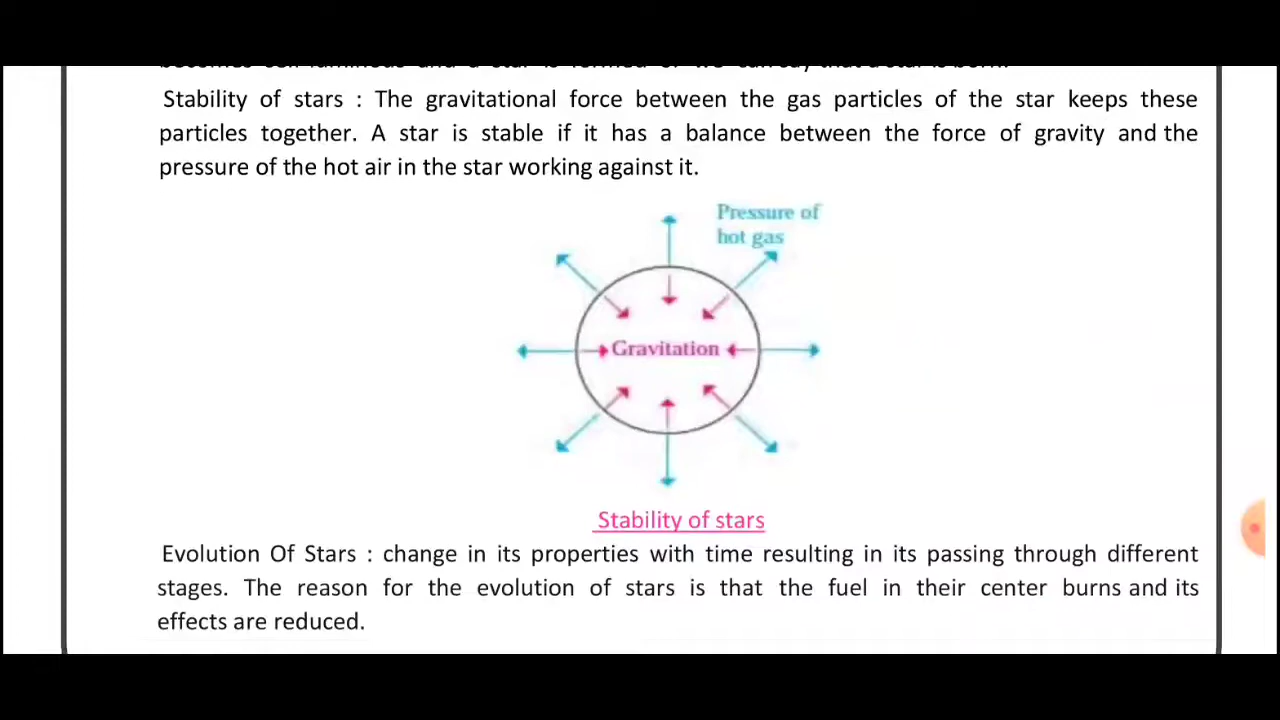 Stability of stars : The gravitational force between the gas particles of the star keeps these
particles together. A star is stable if it has a balance between the force of gravity and the
pressure of the hot air in the star working against it.
Pressure of
hot gas
Gravitation
Stability of stars
Evolution Of Stars : change in its properties with time resulting in its passing through different
stages. The reason for the evolution of stars is that the fuel in their center burns and its
effects are reduced.